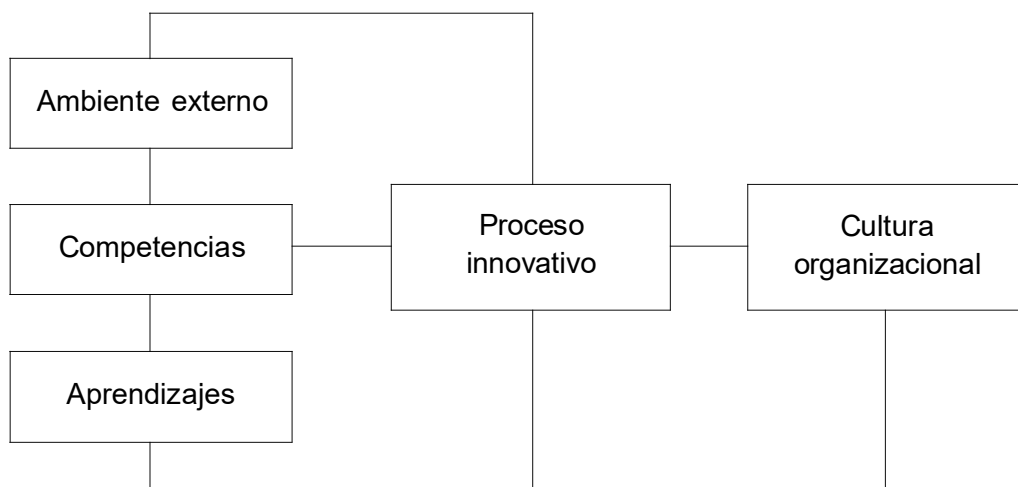 Ambiente externo
Competencias
Aprendizajes
Proceso
innovativo
Cultura
organizacional